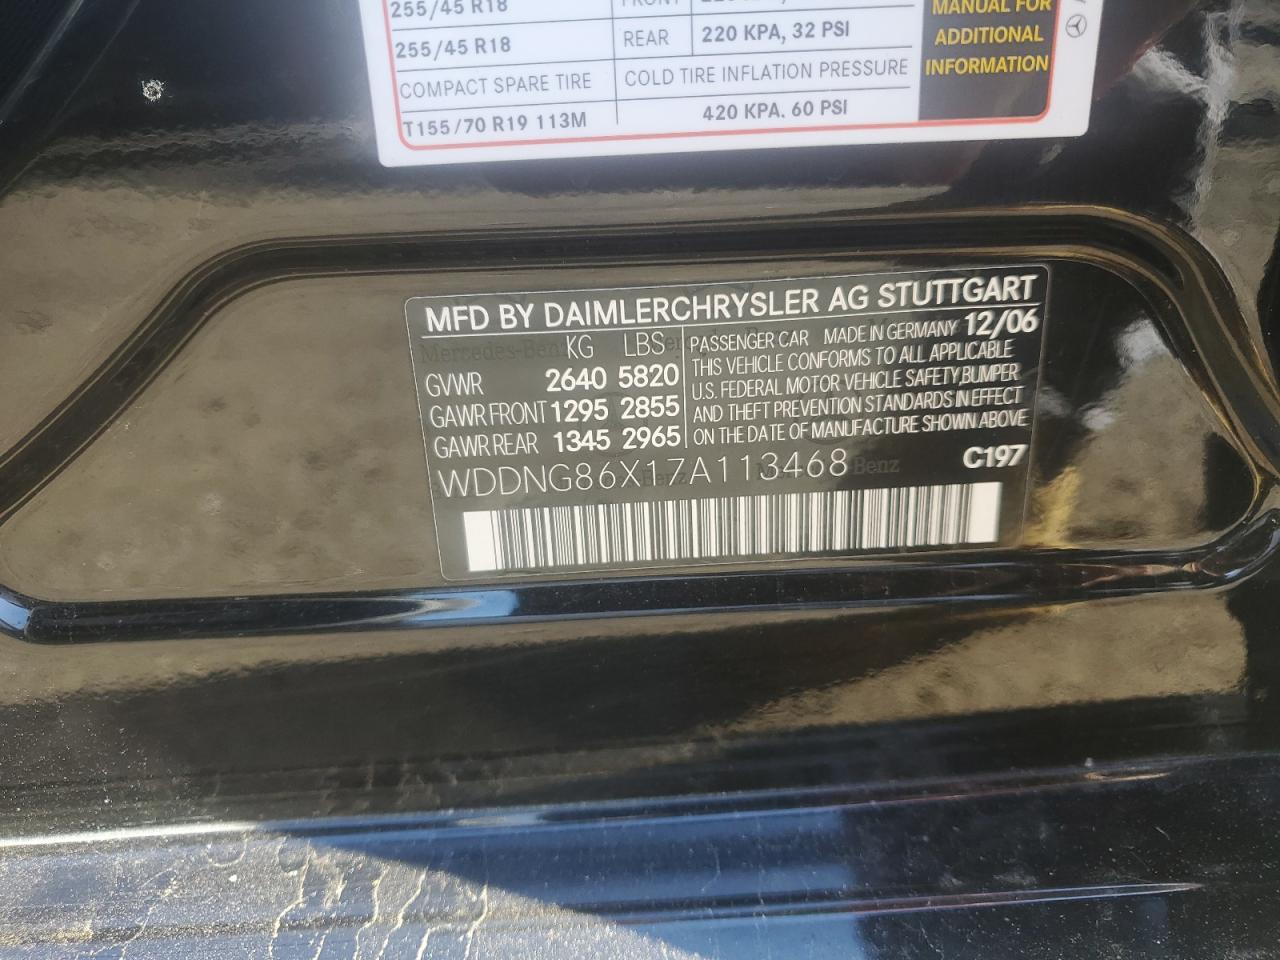 255/45 R18
255/45 R18 REAR 220 KPA, 32 PSI
COMPACT SPARE TIRE COLD TIRE INFLATION PRESSURE
T155/70 R19 113M 420 KPA. 60 PSI
MANUAL FOR
ADDITIONAL
INFORMATION
MFD BY DAIMLERCHRYSLER AG STUTTGART
KG LBS
GVWR 2640 5820
GAWR FRONT 1295 2855
GAWR REAR 1345 2965
PASSENGER CAR MADE IN GERMANY 12/06
THIS VEHICLE CONFORMS TO ALL APPLICABLE
U.S. FEDERAL MOTOR VEHICLE SAFETY,BUMPER
AND THEFT PREVENTION STANDARDS IN EFFECT
ON THE DATE OF MANUFACTURE SHOWN ABOVE
WDDNG86X17A113468 C197